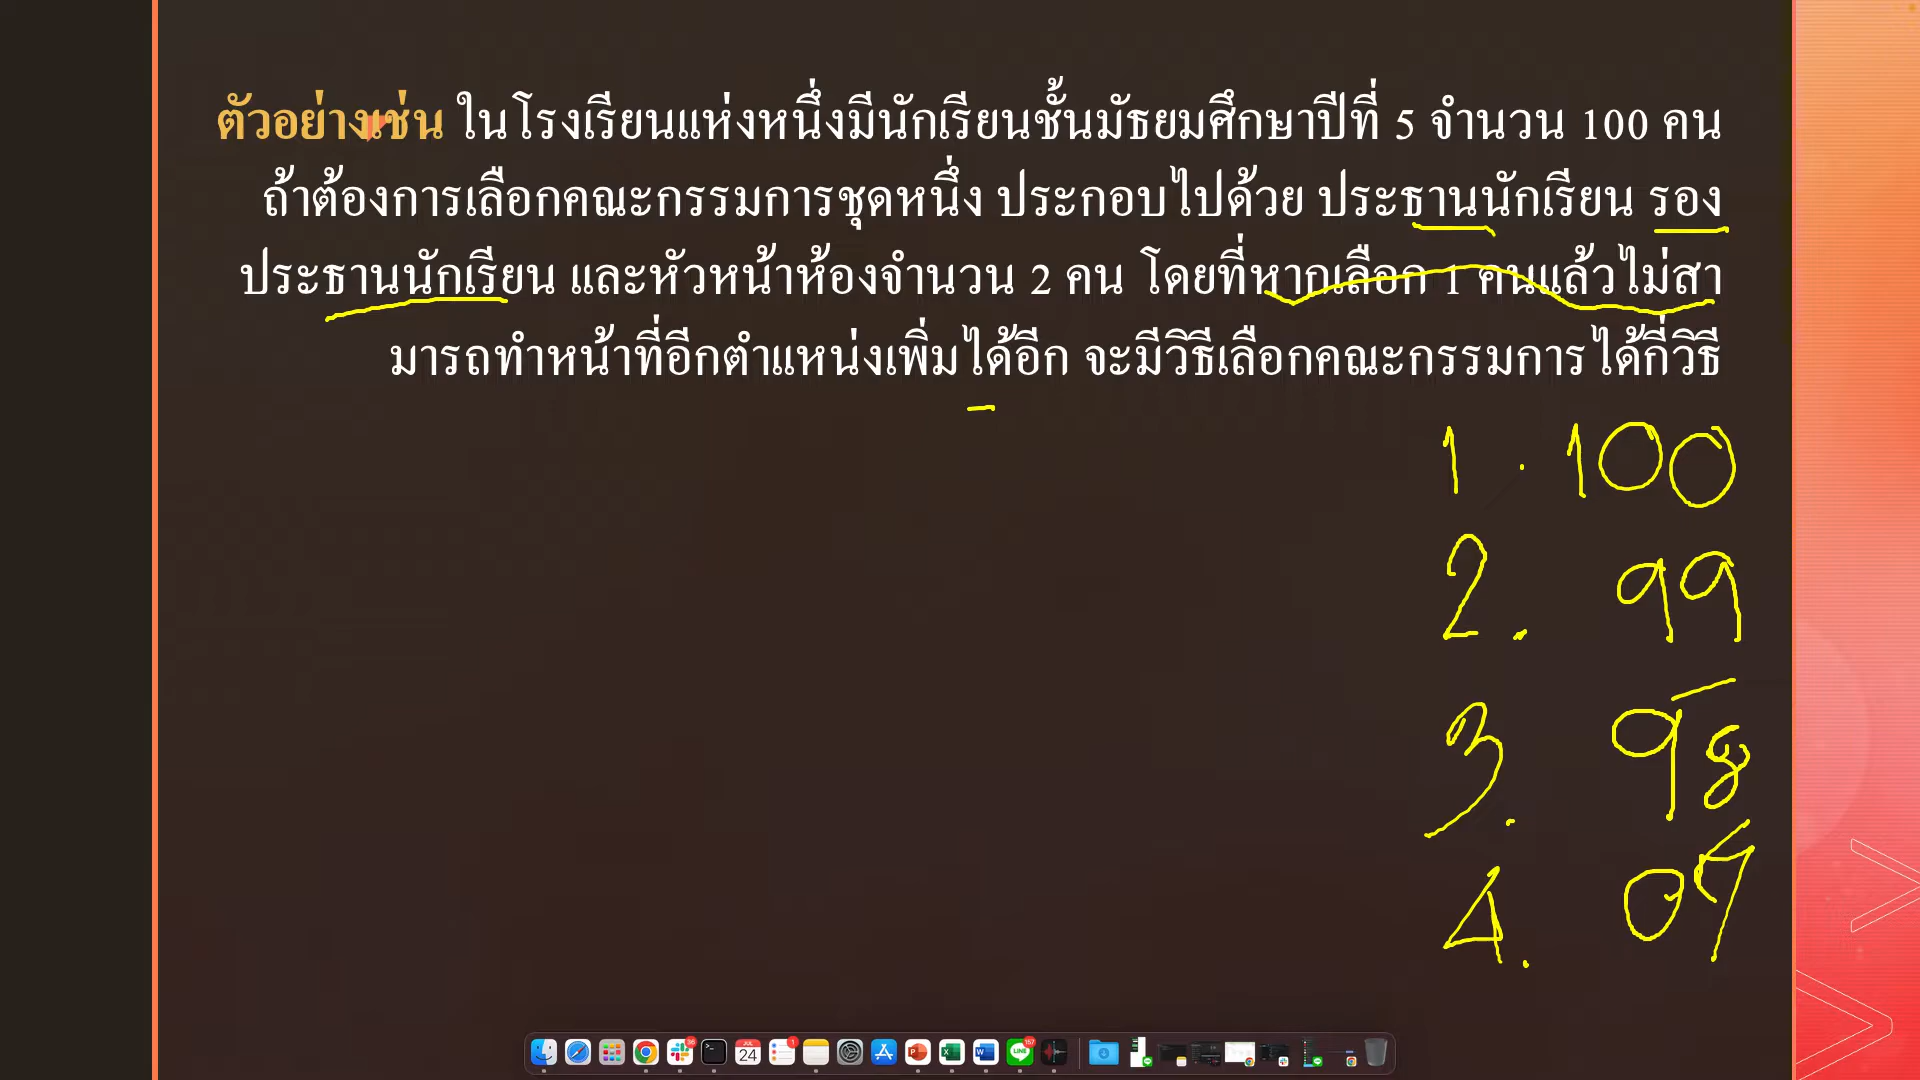 ตัวอย่างเช่น ในโรงเรียนแห่งหนึ่งมีนักเรียนชั้นมัธยมศึกษาปีที่ 5 จำนวน 100 คน
ถ้าต้องการเลือกคณะกรรมการชุดหนึ่ง ประกอบไปด้วย ประธานนักเรียน รอง
ประธานนักเรียน และหัวหน้าห้องจำนวน 2 คน โดยที่หากเลือก 1 คนแล้วไม่สา
มารถทำหน้าที่อีกตำแหน่งเพิ่มได้อีก จะมีวิธีเลือกคณะกรรมการได้กี่วิธี
1 . 100
2. 99
3. 98
4. 97
JUL 24